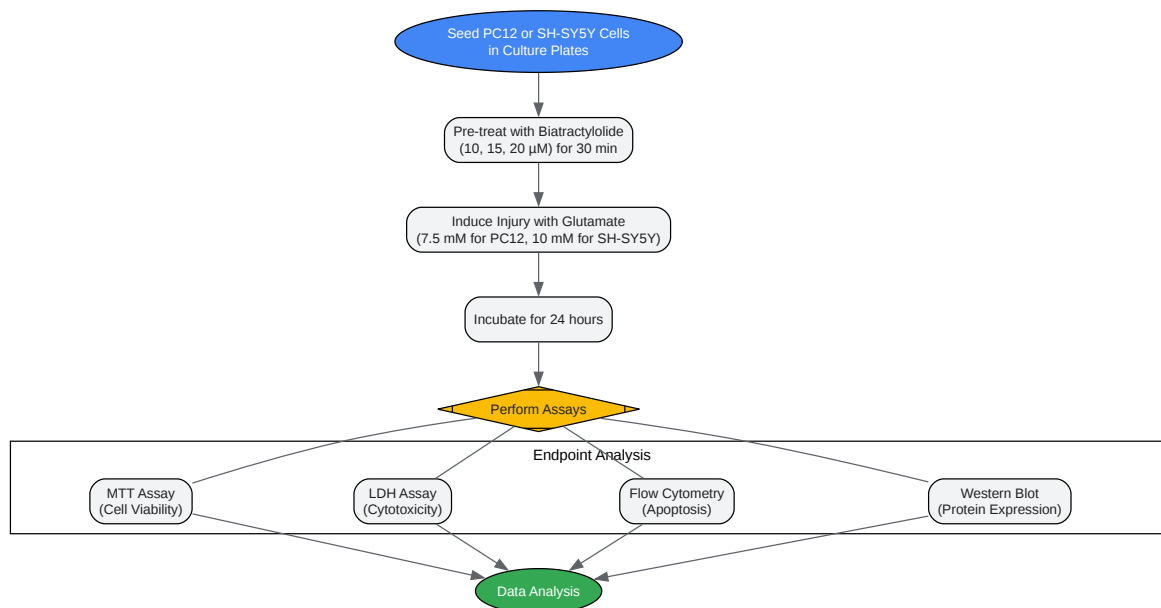 Seed PC12 or SH-SY5Y Cells
in Culture Plates
Pre-treat with Biatractylolide
(10, 15, 20 µM) for 30 min
Induce Injury with Glutamate
(7.5 mM for PC12, 10 mM for SH-SY5Y)
Incubate for 24 hours
Perform Assays
Endpoint Analysis
MTT Assay
(Cell Viability)
LDH Assay
(Cytotoxicity)
Flow Cytometry
(Apoptosis)
Western Blot
(Protein Expression)
Data Analysis